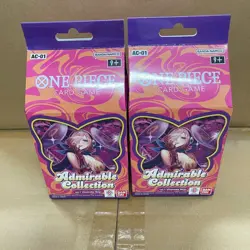 AC-01
ONE PIECE
CARD GAME
Admirable
Collection
AC-01
ONE PIECE
CARD GAME
Admirable
Collection